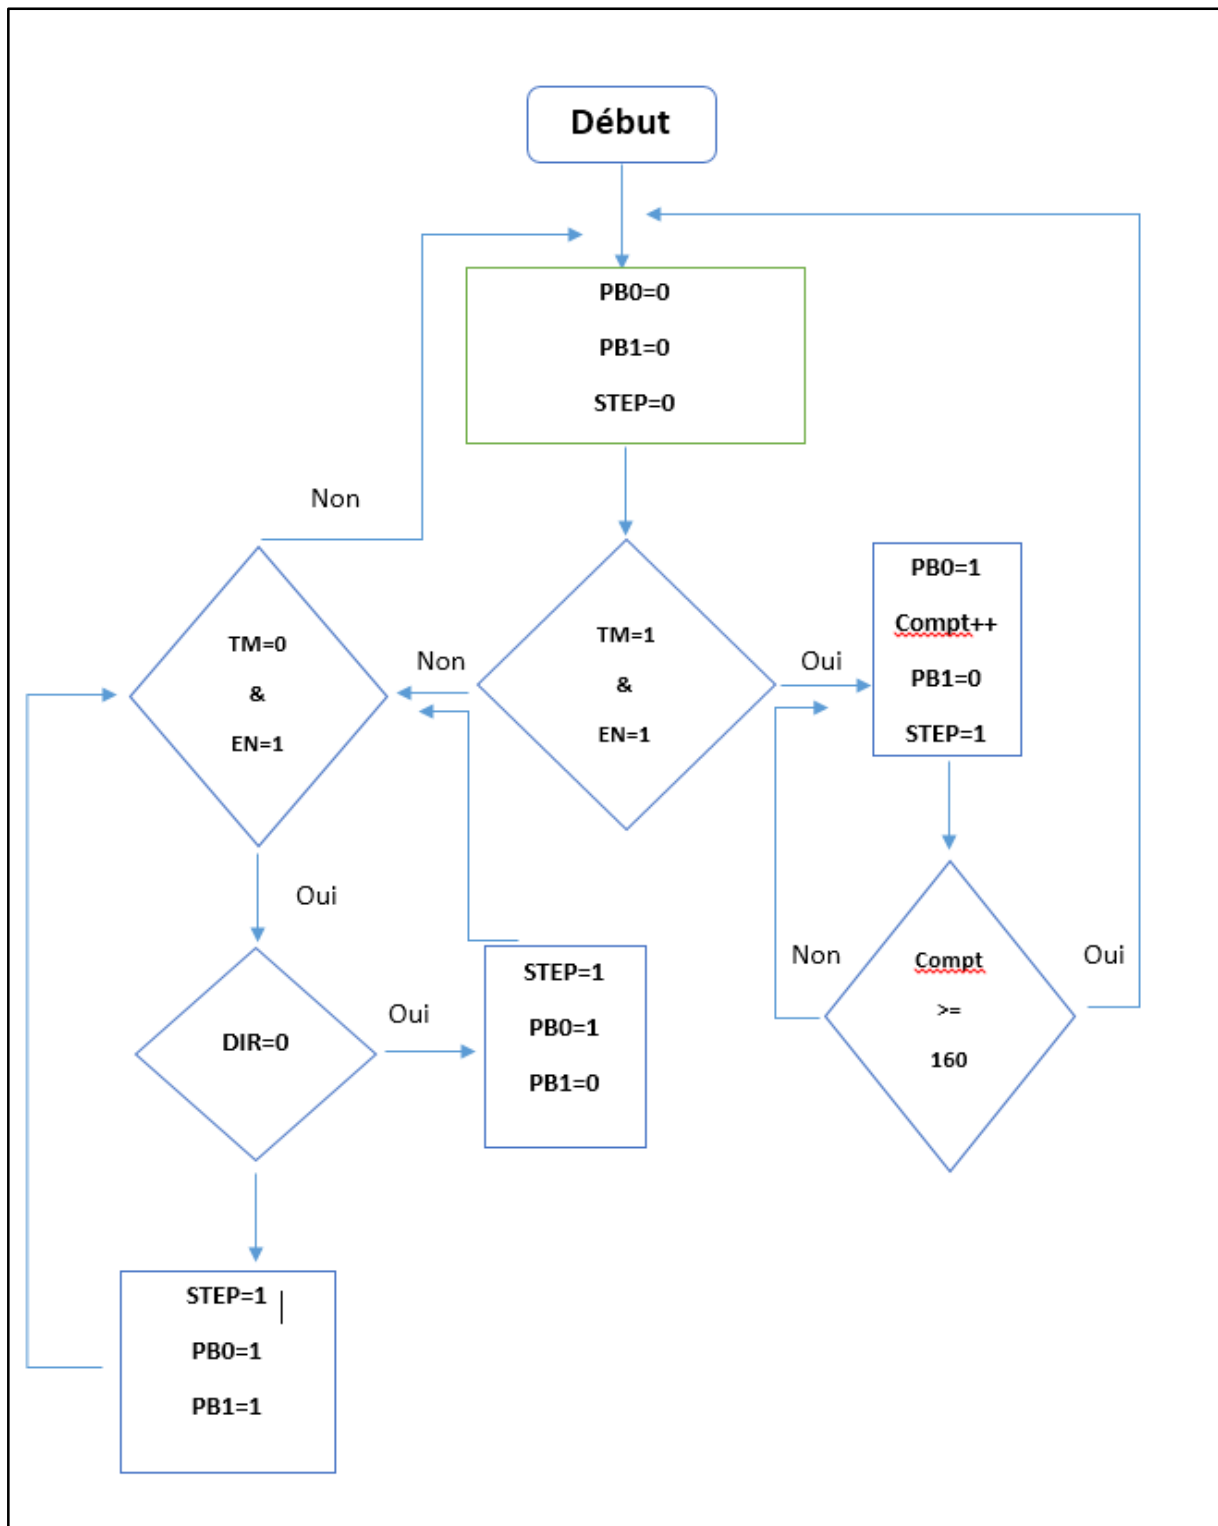 Début
PB0=0
PB1=0
STEP=0
Non
TM=0
&
EN=1
Non
TM=1
&
EN=1
Oui
PB0=1
Compt++
PB1=0
STEP=1
Oui
DIR=0
Oui
STEP=1
PB0=1
PB1=0
Non
Compt
>=
160
Oui
STEP=1
PB0=1
PB1=1